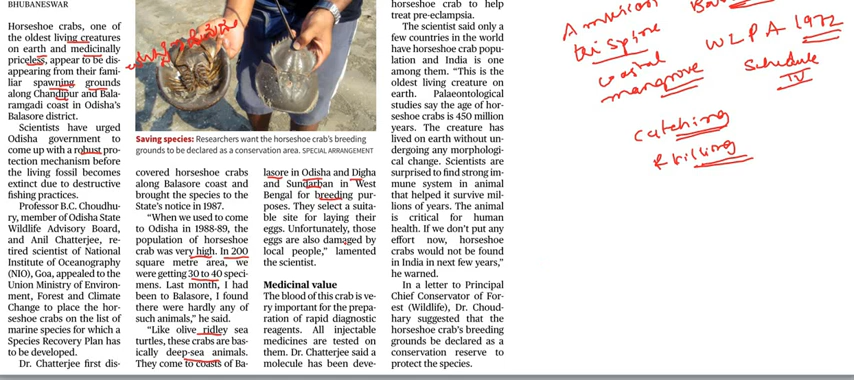 BHUBANESWAR
Horseshoe crabs, one of
the oldest living creatures
on earth and medicinally
priceless, appear to be dis-
appearing from their fami-
liar spawning grounds
along Chandipur and Bala-
ramgadi coast in Odisha's
Balasore district.
Scientists have urged
Odisha government to
come up with a robust pro-
tection mechanism before
the living fossil becomes
extinct due to destructive
fishing practices.
Professor B.C. Choudhu-
ry, member of Odisha State
Wildlife Advisory Board,
and Anil Chatterjee, re-
tired scientist of National
Institute of Oceanography
(NIO), Goa, appealed to the
Union Ministry of Environ-
ment, Forest and Climate
Change to place the hor-
seshoe crabs on the list of
marine species for which a
Species Recovery Plan has
to be developed.
Dr. Chatterjee first dis-
Saving species: Researchers want the horseshoe crab's breeding
grounds to be declared as a conservation area. SPECIAL ARRANGEMENT
covered horseshoe crabs
along Balasore coast and
brought the species to the
State's notice in 1987.
"When we used to come
to Odisha in 1988-89, the
population of horseshoe
crab was very high. In 200
square metre area, we
were getting 30 to 40 speci-
mens. Last month, I had
been to Balasore, I found
there were hardly any of
such animals," he said.
"Like olive ridley sea
turtles, these crabs are bas-
ically deep-sea animals.
They come to coasts of Ba-
lasore in Odisha and Digha
and Sundarban in West
Bengal for breeding pur-
poses. They select a suita-
ble site for laying their
eggs. Unfortunately, those
eggs are also damaged by
local people," lamented
the scientist.
Medicinal value
The blood of this crab is ve-
ry important for the prepa-
ration of rapid diagnostic
reagents. All injectable
medicines are tested on
them. Dr. Chatterjee said a
molecule has been deve-
horseshoe crab to help
treat pre-eclampsia.
The scientist said only a
few countries in the world
have horseshoe crab popu-
lation and India is one
among them. "This is the
oldest living creature on
earth. Palaeontological
studies say the age of hor-
seshoe crabs is 450 million
years. The creature has
lived on earth without un-
dergoing any morphologi-
cal change. Scientists are
surprised to find strong im-
mune system in animal
that helped it survive mil-
lions of years. The animal
is critical for human
health. If we don't put any
effort now, horseshoe
crabs would not be found
in India in next few years,"
he warned.
In a letter to Principal
Chief Conservator of For-
est (Wildlife), Dr. Choud-
hary suggested that the
horseshoe crab's breeding
grounds be declared as a
conservation reserve to
protect the species.
trispine
coastal
mangrove
WLPA 1972
Schedule
IV
Catching
& killing